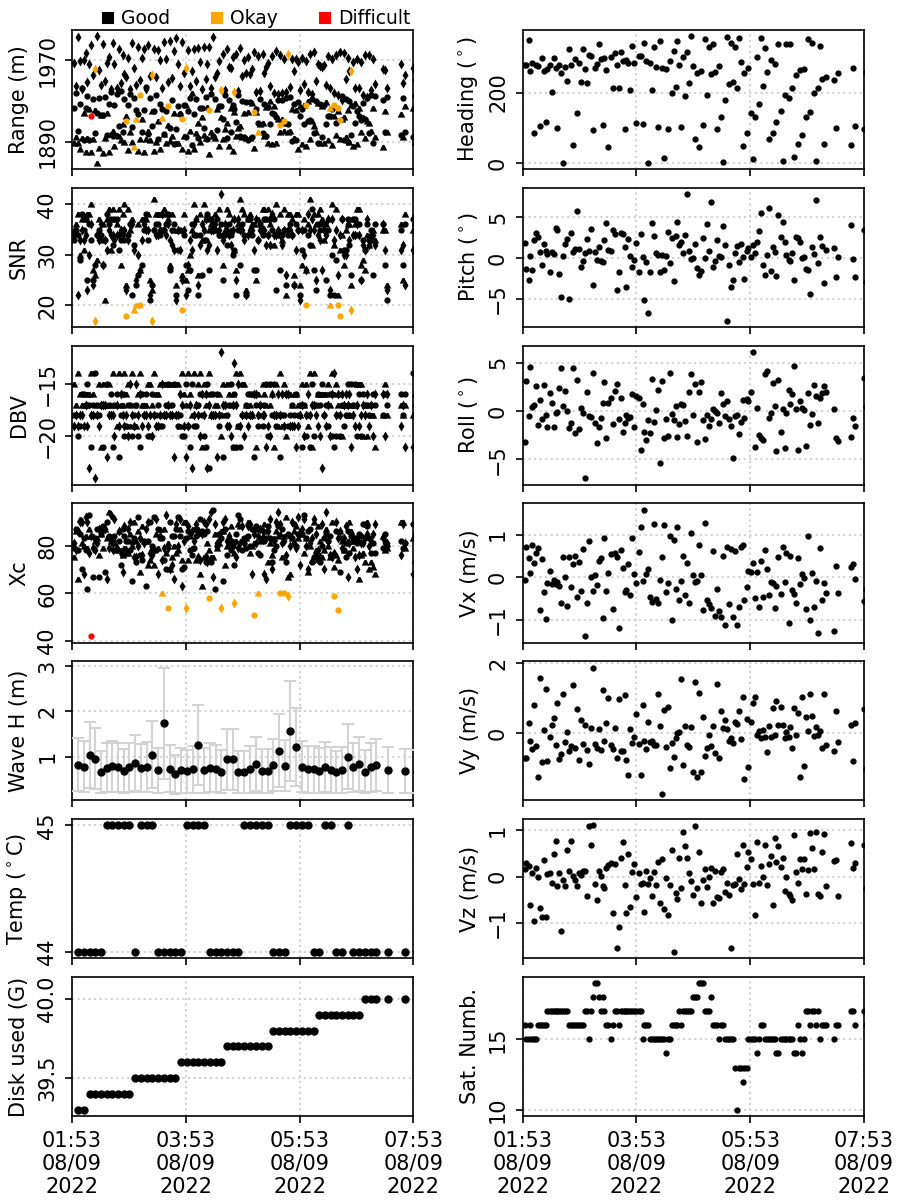 Good Okay Difficult
Range (m)
1970
1890
Heading (°)
200
0
SNR
40
30
20
Pitch (°)
5
0
−5
DBV
−15
−20
Roll (°)
5
0
−5
Xc
80
60
40
Vx (m/s)
1
0
−1
Wave H (m)
3
2
1
Vy (m/s)
2
0
Temp (°C)
45
44
Vz (m/s)
1
0
−1
Disk used (G)
40.0
39.5
Sat. Numb.
15
10
01:53 03:53 05:53 07:53 01:53 03:53 05:53 07:53
08/09 08/09 08/09 08/09 08/09 08/09 08/09 08/09
2022 2022 2022 2022 2022 2022 2022 2022